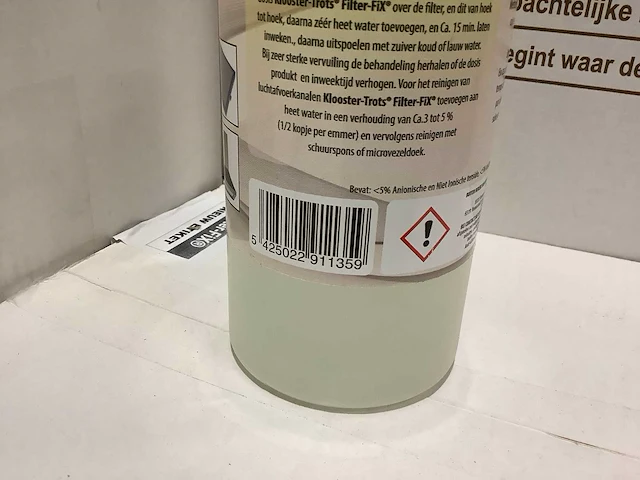 Klooster-Trots® Filter-FiX® over de filter, en dit van hoek
tot hoek, daarna zéér heet water toevoegen, en Ca. 15 min. laten
inweken., daarna uitspoelen met zuiver koud of lauw water.
Bij zeer sterke vervuiling de behandeling herhalen of de dosis
produkt en inweektijd verhogen. Voor het reinigen van
luchtafvoerkanalen Klooster-Trots® Filter-FiX® toevoegen aan
heet water in een verhouding van Ca.3 tot 5 %
(1/2 kopje per emmer) en vervolgens reinigen met
schuurspons of microvezeldoek.
Bevat: <5% Anionische en Niet Ionische
5 425022 911359
NIEUW ETIKET
achtelijke
egint waar de